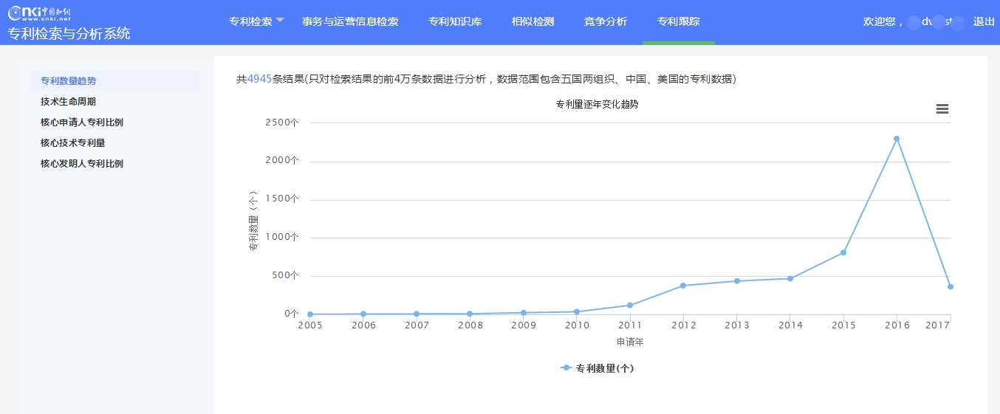 cnki中国知网
www.cnki.net
专利检索与分析系统
专利检索 事务与运营信息检索 专利知识库 相似检测 竞争分析 专利跟踪 欢迎您， 退出
专利数量趋势
技术生命周期
核心申请人专利比例
核心技术专利量
核心发明人专利比例
共4945条结果(只对检索结果的前4万条数据进行分析，数据范围包含五国两组织、中国、美国的专利数据)
专利量逐年变化趋势
2500个
2000个
1500个
1000个
500个
0个
专利数量（个）
2005 2006 2007 2008 2009 2010 2011 2012 2013 2014 2015 2016 2017
申请年
专利数量(个)